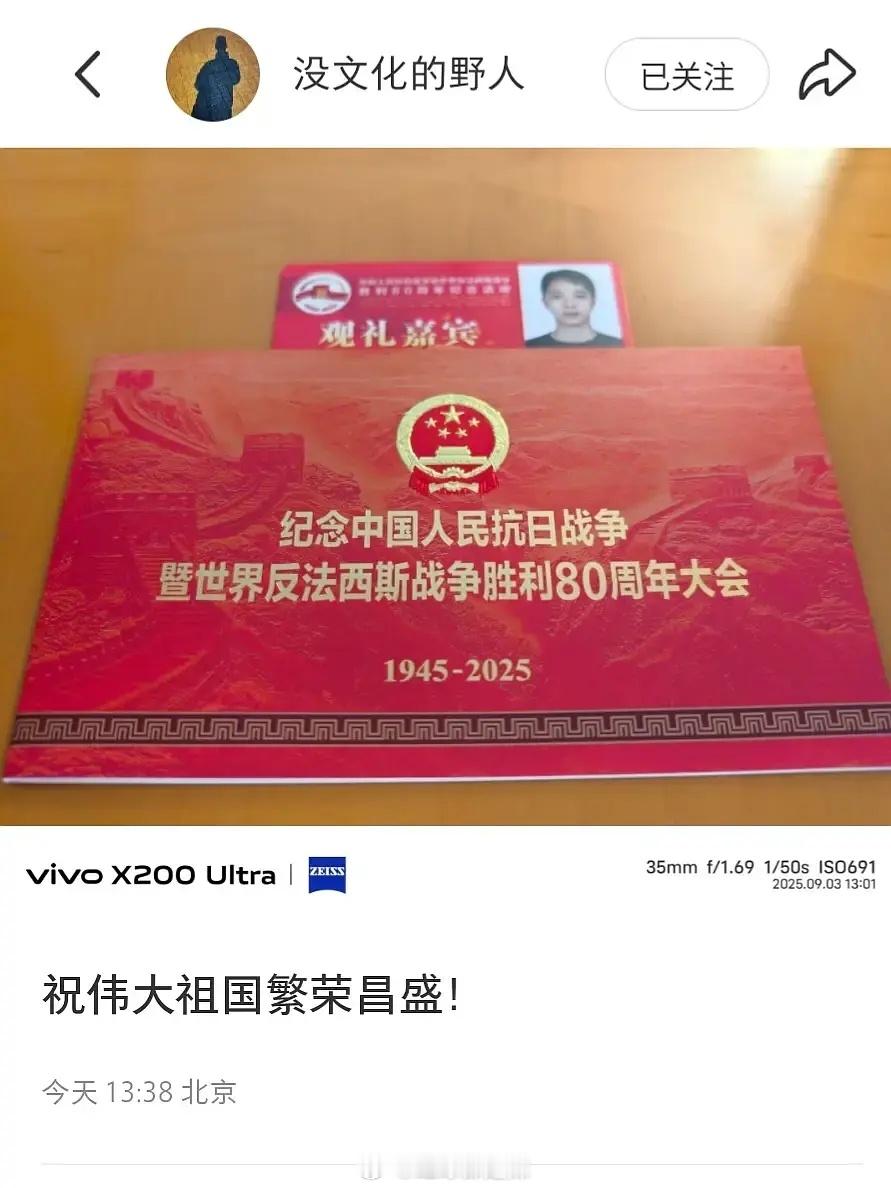 没文化的野人
已关注
观礼嘉宾
纪念中国人民抗日战争
暨世界反法西斯战争胜利80周年大会
1945-2025
vivo X200 Ultra | ZEISS
35mm f/1.69 1/50s ISO691
2025.09.03 13:01
祝伟大祖国繁荣昌盛！
今天 13:38 北京